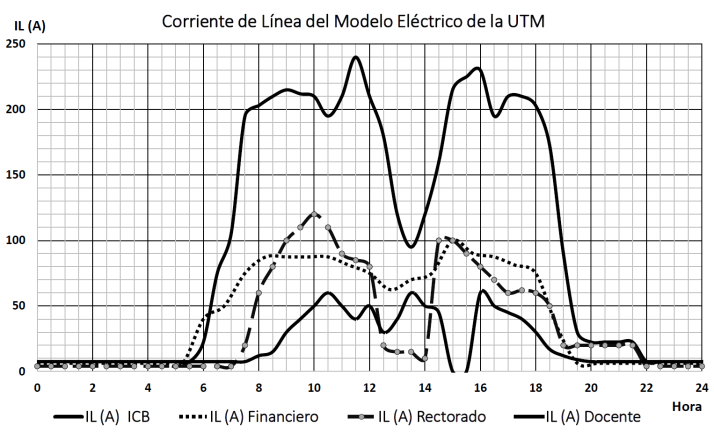 Corriente de Línea del Modelo Eléctrico de la UTM
IL (A)
250
200
150
100
50
0
0 2 4 6 8 10 12 14 16 18 20 22 24
Hora
IL (A) ICB IL (A) Financiero IL (A) Rectorado IL (A) Docente